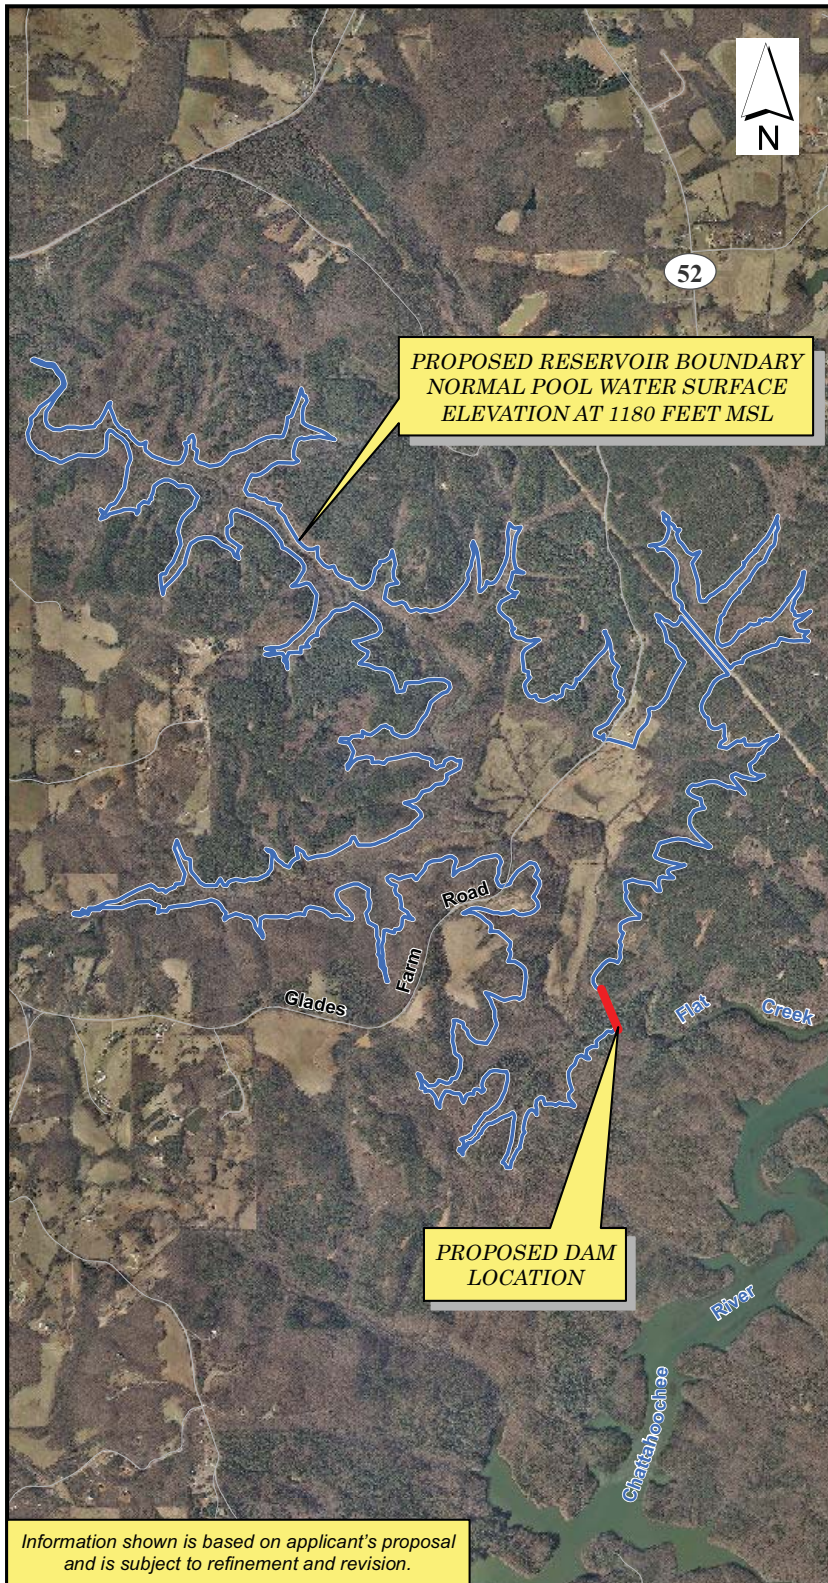 N
52
PROPOSED RESERVOIR BOUNDARY
NORMAL POOL WATER SURFACE
ELEVATION AT 1180 FEET MSL
Road
Farm
Glades
Flat
Creek
PROPOSED DAM
LOCATION
River
Chattahoochee
Information shown is based on applicant's proposal
and is subject to refinement and revision.